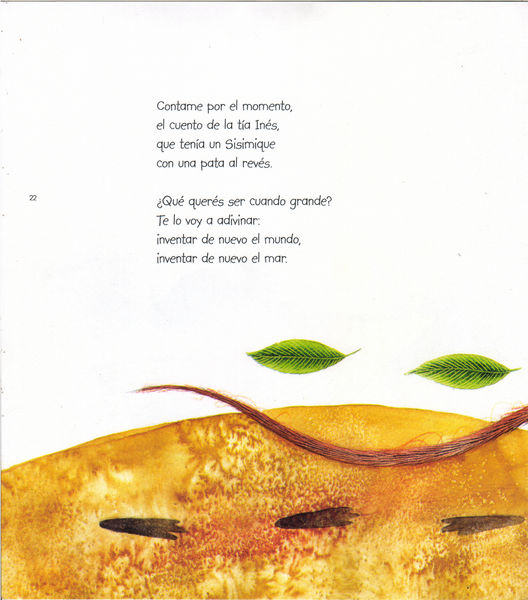 Contame por el momento,
el cuento de la tía Inés,
que tenía un Sisimique
con una pata al revés.
22
¿Qué querés ser cuando grande?
Te lo voy a adivinar:
inventar de nuevo el mundo,
inventar de nuevo el mar.